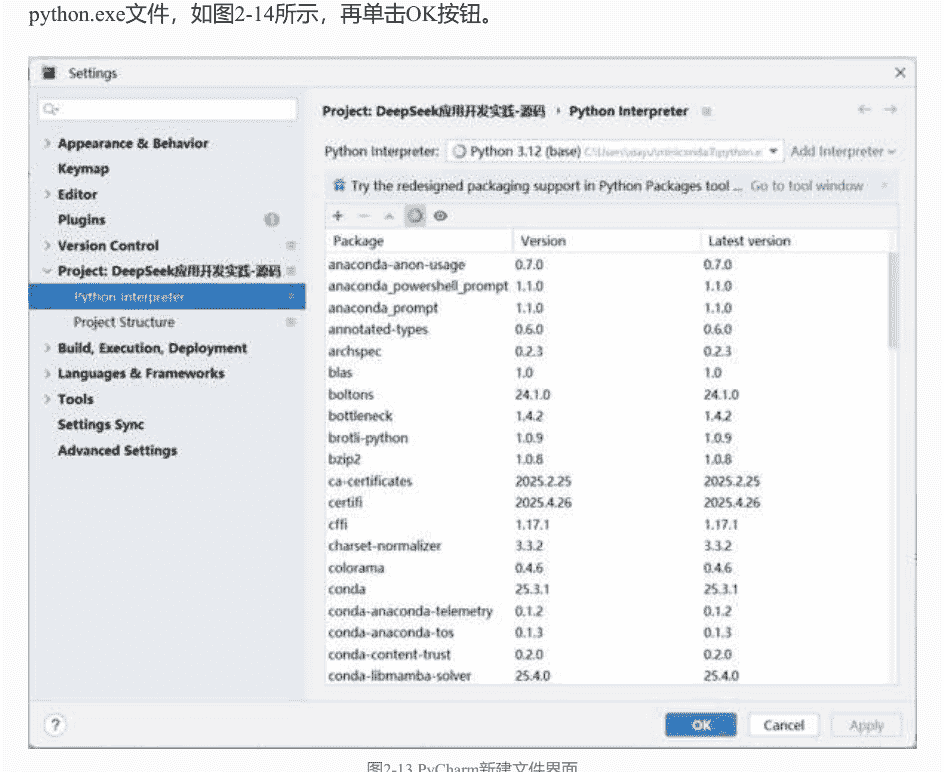 python.exe文件，如图2-14所示，再单击OK按钮。
Settings
Project: DeepSeek应用开发实践-源码 › Python Interpreter
Appearance & Behavior
Keymap
Editor
Plugins
Version Control
Project: DeepSeek应用开发实践-源码
Python Interpreter
Project Structure
Build, Execution, Deployment
Languages & Frameworks
Tools
Settings Sync
Advanced Settings
Python Interpreter: Python 3.12 (base) Add Interpreter
Try the redesigned packaging support in Python Packages tool ... Go to tool window
Package Version Latest version
anaconda-anon-usage 0.7.0 0.7.0
anaconda_powershell_prompt 1.1.0 1.1.0
anaconda_prompt 1.1.0 1.1.0
annotated-types 0.6.0 0.6.0
archspec 0.2.3 0.2.3
blas 1.0 1.0
boltons 24.1.0 24.1.0
bottleneck 1.4.2 1.4.2
brotli-python 1.0.9 1.0.9
bzip2 1.0.8 1.0.8
ca-certificates 2025.2.25 2025.2.25
certifi 2025.4.26 2025.4.26
cffi 1.17.1 1.17.1
charset-normalizer 3.3.2 3.3.2
colorama 0.4.6 0.4.6
conda 25.3.1 25.3.1
conda-anaconda-telemetry 0.1.2 0.1.2
conda-anaconda-tos 0.1.3 0.1.3
conda-content-trust 0.2.0 0.2.0
conda-libmamba-solver 25.4.0 25.4.0
?
OK Cancel Apply
图2-13 PyCharm新建文件界面